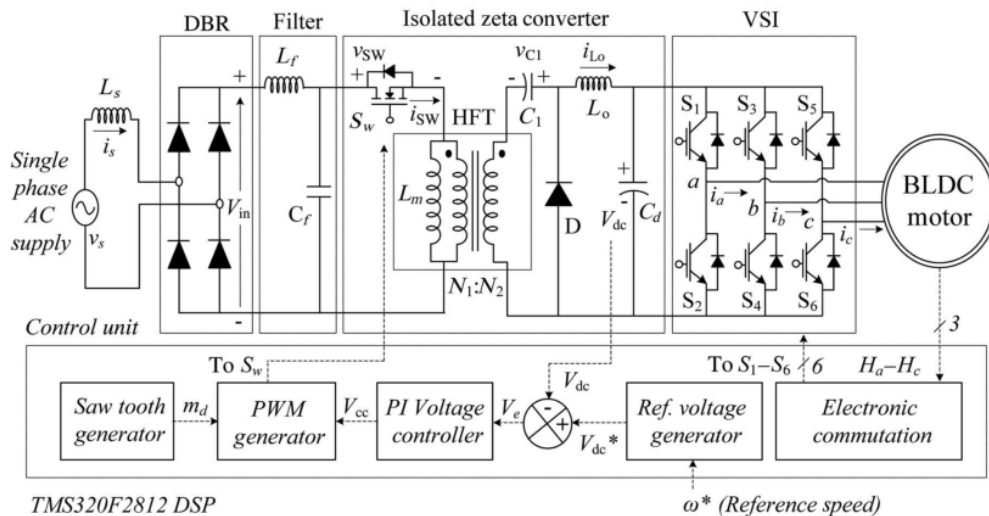 DBR
Filter
Isolated zeta converter
VSI
L_s
i_s
Single
phase
AC
supply
v_s
+
V_in
-
L_f
C_f
v_SW
+
-
S_w
i_SW
HFT
L_m
N_1:N_2
v_C1
- +
C_1
i_Lo
L_o
D
+
-
V_dc
C_d
S_1
S_3
S_5
a
i_a
b
i_b
c
i_c
S_2
S_4
S_6
BLDC
motor
3
Control unit
To S_w
V_dc
To S_1–S_6
6
H_a–H_c
Saw tooth
generator
m_d
PWM
generator
V_cc
PI Voltage
controller
V_e
-
+
V_dc*
Ref. voltage
generator
Electronic
commutation
TMS320F2812 DSP
ω* (Reference speed)